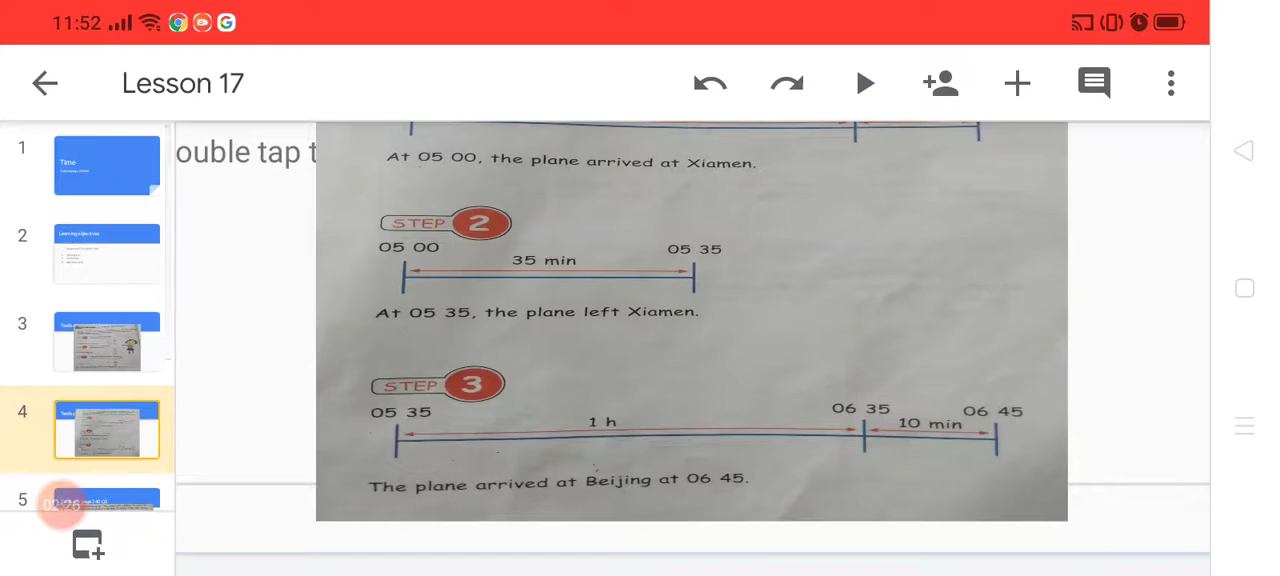 11:52
Lesson 17
1
Time
2
Learning objectives
3
4
5
02:26
ouble tap t
At 05 00, the plane arrived at Xiamen.
STEP 2
05 00 05 35
35 min
At 05 35, the plane left Xiamen.
STEP 3
05 35 06 35 06 45
1 h 10 min
The plane arrived at Beijing at 06 45.